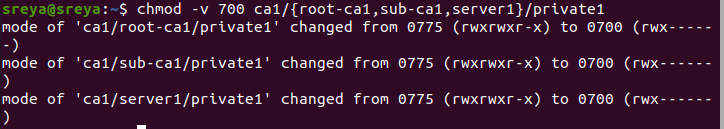 sreya@sreya:~$ chmod -v 700 ca1/{root-ca1,sub-ca1,server1}/private1
mode of 'ca1/root-ca1/private1' changed from 0775 (rwxrwxr-x) to 0700 (rwx-----
-)
mode of 'ca1/sub-ca1/private1' changed from 0775 (rwxrwxr-x) to 0700 (rwx------
)
mode of 'ca1/server1/private1' changed from 0775 (rwxrwxr-x) to 0700 (rwx------
)